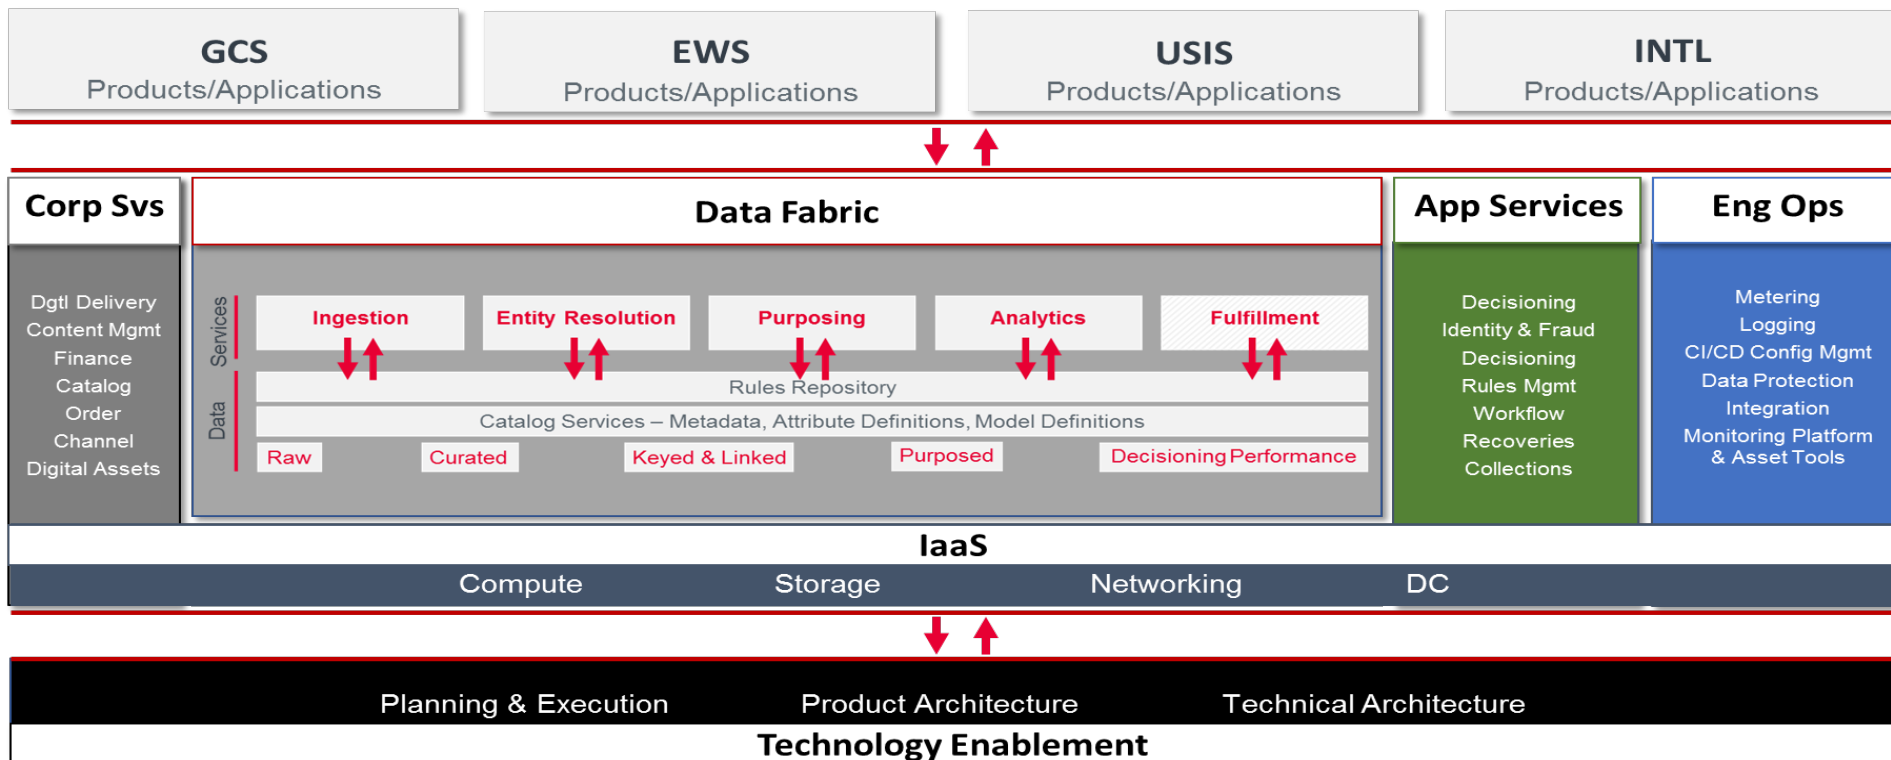 GCS
Products/Applications
EWS
Products/Applications
USIS
Products/Applications
INTL
Products/Applications
Corp Svs
Dgtl Delivery
Content Mgmt
Finance
Catalog
Order
Channel
Digital Assets
Data Fabric
Services
Ingestion
Entity Resolution
Purposing
Analytics
Fulfillment
Data
Rules Repository
Catalog Services – Metadata, Attribute Definitions, Model Definitions
Raw
Curated
Keyed & Linked
Purposed
Decisioning Performance
App Services
Decisioning
Identity & Fraud
Decisioning
Rules Mgmt
Workflow
Recoveries
Collections
Eng Ops
Metering
Logging
CI/CD Config Mgmt
Data Protection
Integration
Monitoring Platform
& Asset Tools
IaaS
Compute
Storage
Networking
DC
Planning & Execution
Product Architecture
Technical Architecture
Technology Enablement